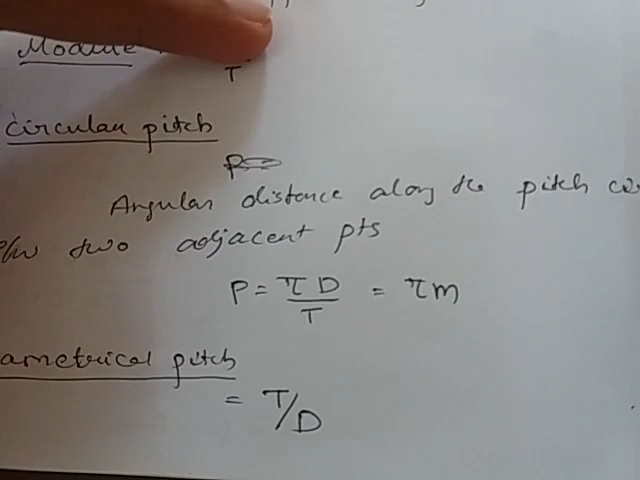 Module
T
circular pitch
P=
Angular distance along the pitch
b/w two adjacent pts
P = πD/T = πm
ametrical pitch
= T/D